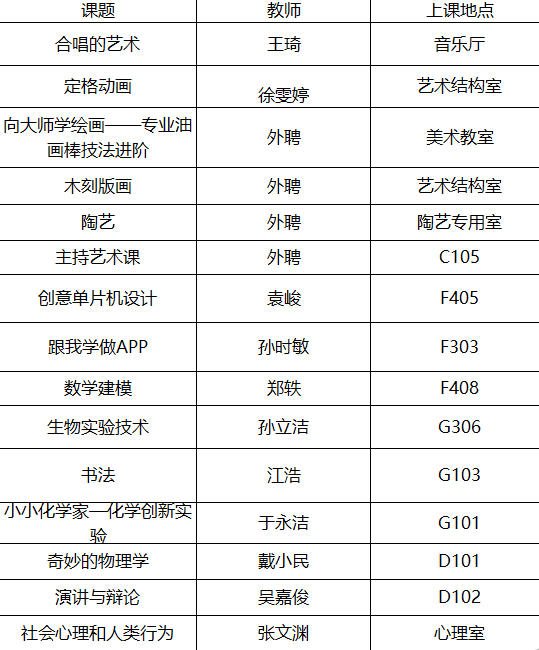 课题 教师 上课地点
合唱的艺术 王琦 音乐厅
定格动画 徐雯婷 艺术结构室
向大师学绘画——专业油
画棒技法进阶 外聘 美术教室
木刻版画 外聘 艺术结构室
陶艺 外聘 陶艺专用室
主持艺术课 外聘 C105
创意单片机设计 袁峻 F405
跟我学做APP 孙时敏 F303
数学建模 郑轶 F408
生物实验技术 孙立洁 G306
书法 江浩 G103
小小化学家—化学创新实
验 于永洁 G101
奇妙的物理学 戴小民 D101
演讲与辩论 吴嘉俊 D102
社会心理和人类行为 张文渊 心理室